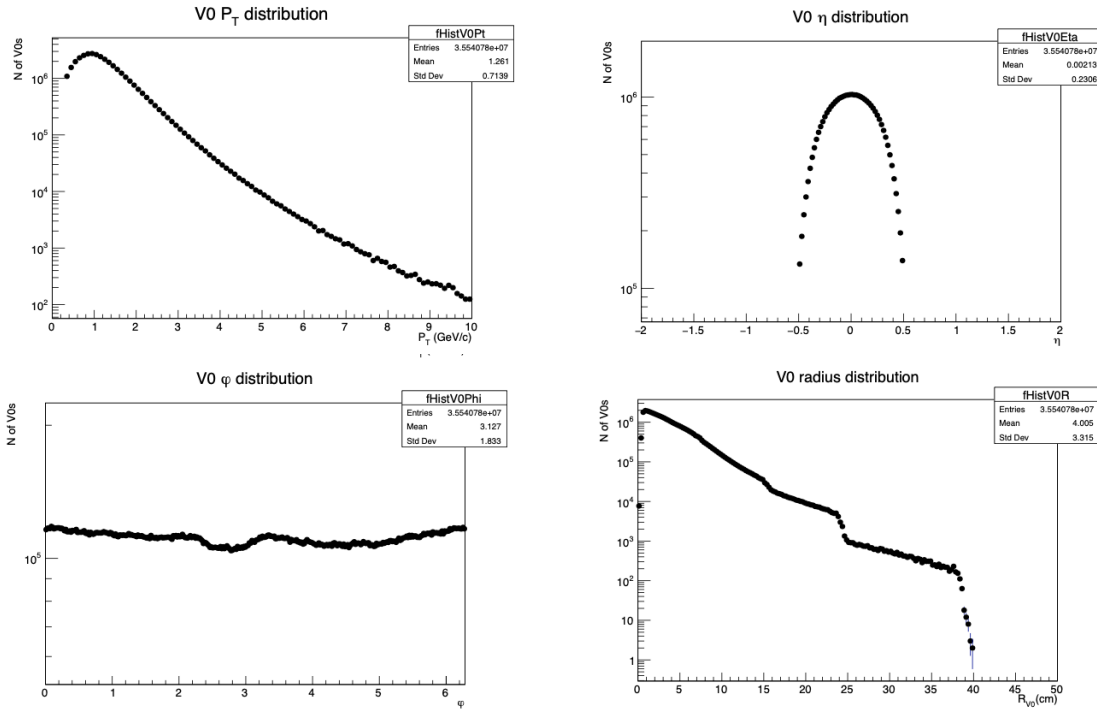 V0 P_T distribution
N of V0s
fHistV0Pt
Entries 3.554078e+07
Mean 1.261
Std Dev 0.7139
10^6
10^5
10^4
10^3
10^2
0 1 2 3 4 5 6 7 8 9 10
P_T (GeV/c)
V0 η distribution
N of V0s
fHistV0Eta
Entries 3.554078e+07
Mean 0.00213
Std Dev 0.2306
10^6
10^5
−2 −1.5 −1 −0.5 0 0.5 1 1.5 2
η
V0 φ distribution
N of V0s
fHistV0Phi
Entries 3.554078e+07
Mean 3.127
Std Dev 1.833
10^5
0 1 2 3 4 5 6
φ
V0 radius distribution
N of V0s
fHistV0R
Entries 3.554078e+07
Mean 4.005
Std Dev 3.315
10^6
10^5
10^4
10^3
10^2
10
1
0 5 10 15 20 25 30 35 40 45 50
R_V0(cm)